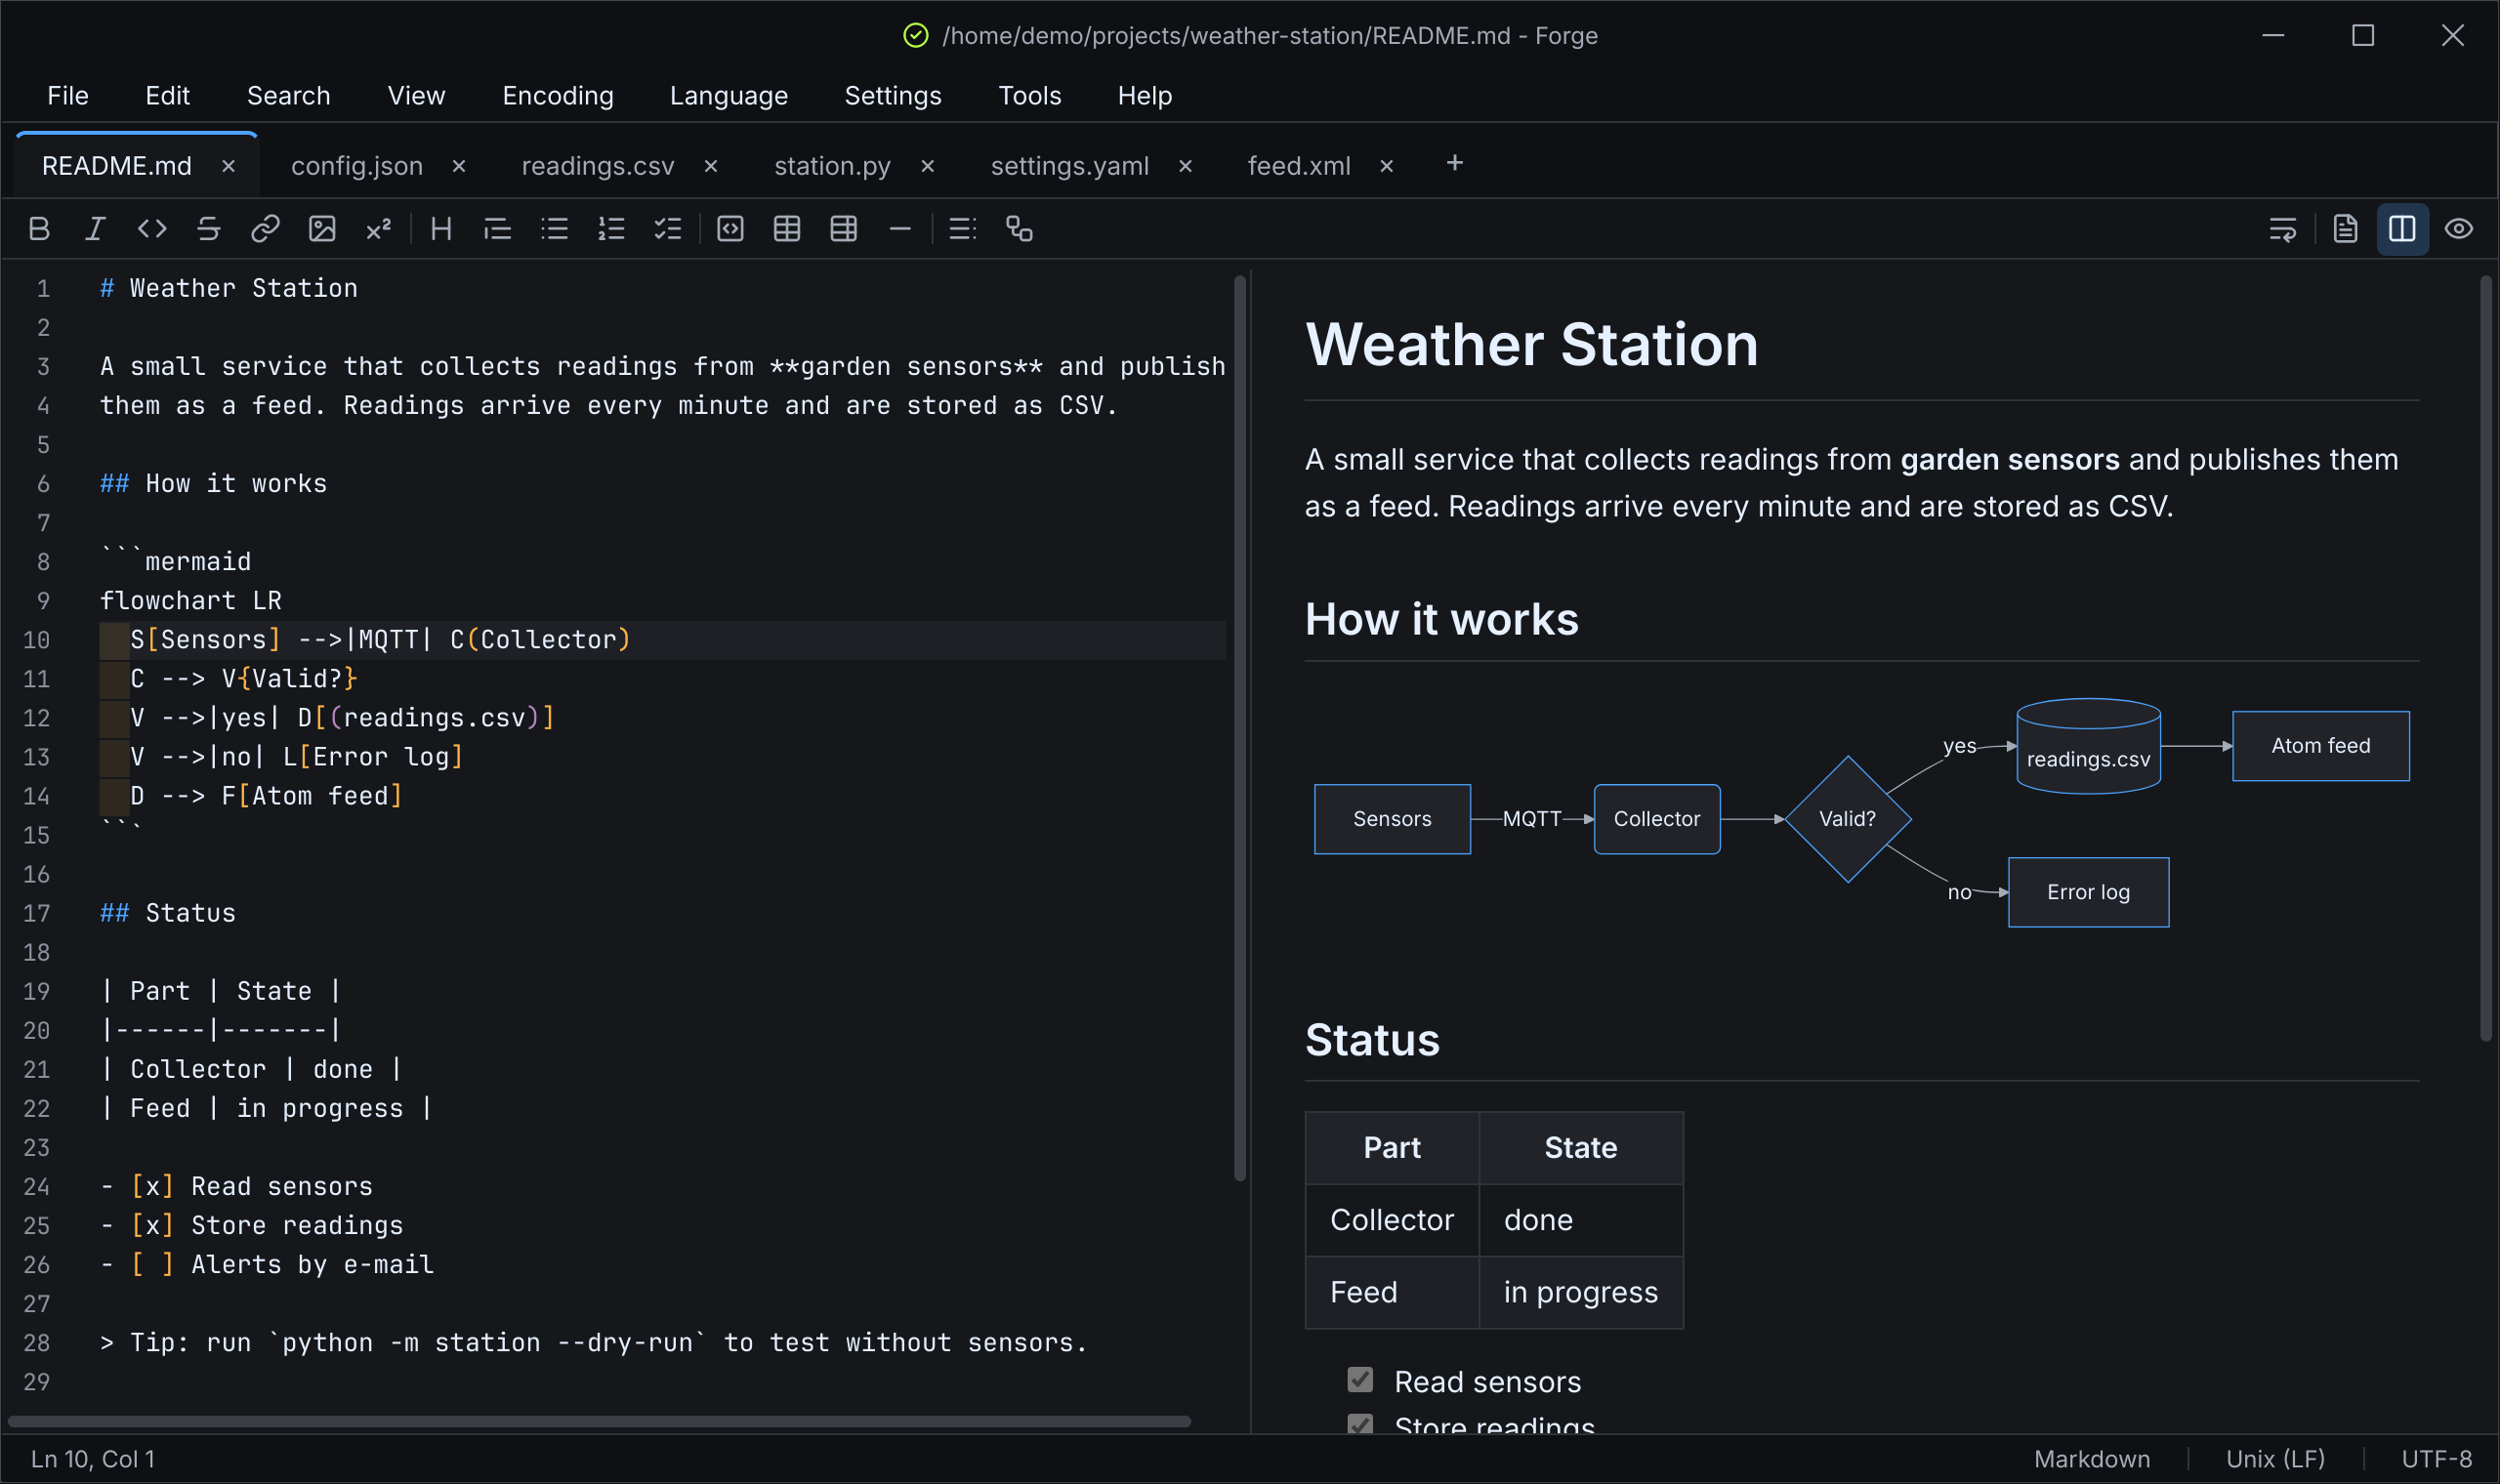 /home/demo/projects/weather-station/README.md - Forge
File Edit Search View Encoding Language Settings Tools Help
README.md × config.json × readings.csv × station.py × settings.yaml × feed.xml × +
1 # Weather Station
2
3 A small service that collects readings from **garden sensors** and publish
4 them as a feed. Readings arrive every minute and are stored as CSV.
5
6 ## How it works
7
8 ```mermaid
9 flowchart LR
10   S[Sensors] -->|MQTT| C(Collector)
11   C --> V{Valid?}
12   V -->|yes| D[(readings.csv)]
13   V -->|no| L[Error log]
14   D --> F[Atom feed]
15 ```
16
17 ## Status
18
19 | Part | State |
20 |------|-------|
21 | Collector | done |
22 | Feed | in progress |
23
24 - [x] Read sensors
25 - [x] Store readings
26 - [ ] Alerts by e-mail
27
28 > Tip: run `python -m station --dry-run` to test without sensors.
29
Weather Station
A small service that collects readings from garden sensors and publishes them
as a feed. Readings arrive every minute and are stored as CSV.
How it works
Sensors
MQTT
Collector
Valid?
yes
readings.csv
Atom feed
no
Error log
Status
Part State
Collector done
Feed in progress
Read sensors
Store readings
Ln 10, Col 1
Markdown
Unix (LF)
UTF-8